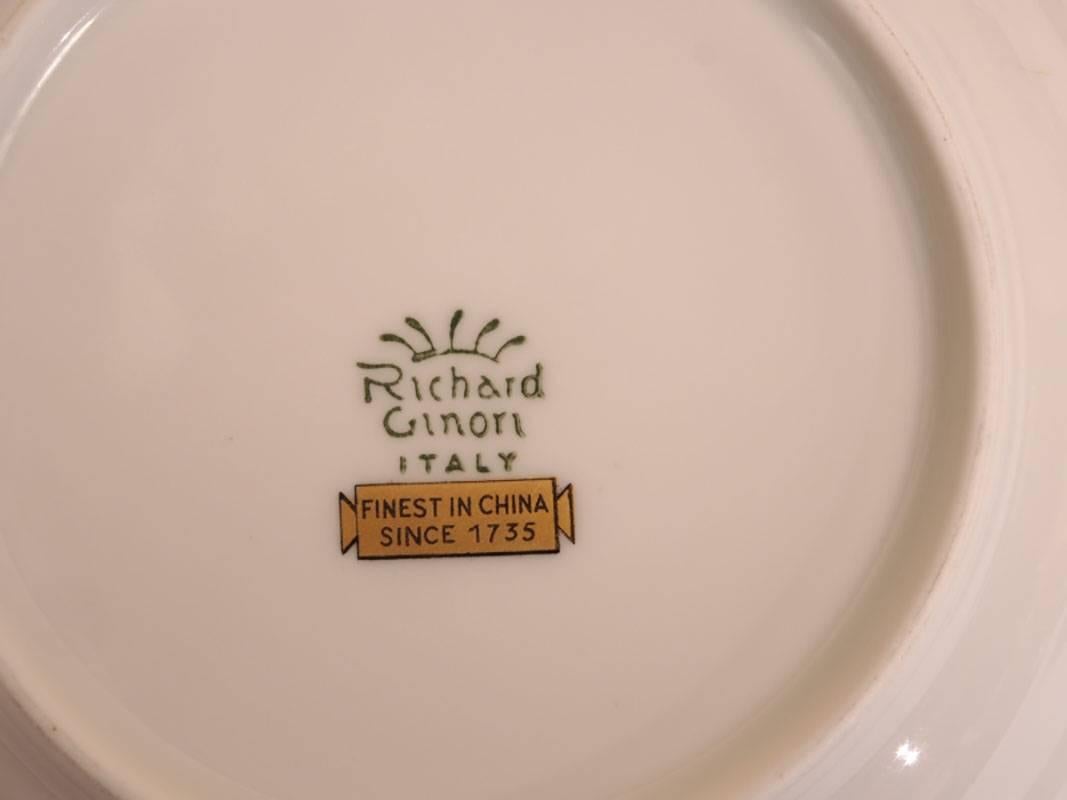 Richard
Ginori
ITALY
FINEST IN CHINA
SINCE 1735